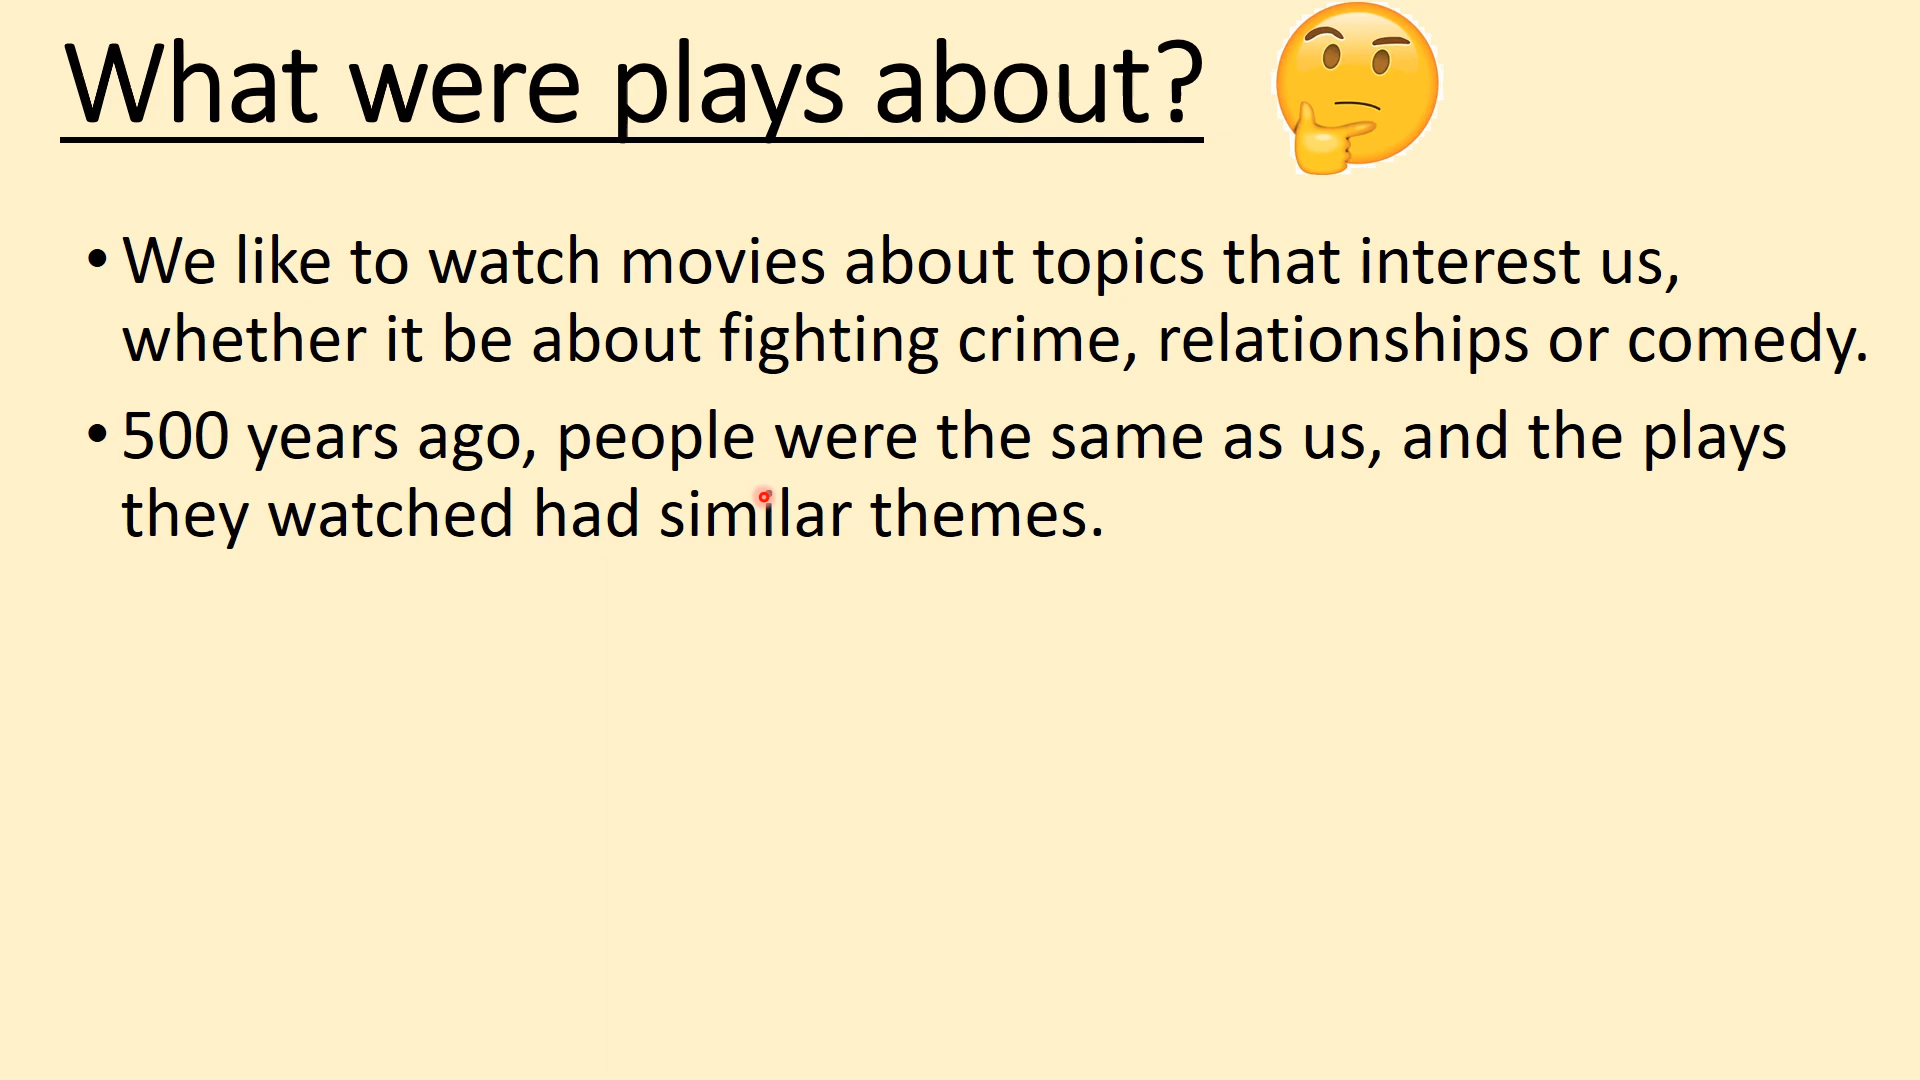 What were plays about?
• We like to watch movies about topics that interest us,
whether it be about fighting crime, relationships or comedy.
• 500 years ago, people were the same as us, and the plays
they watched had similar themes.